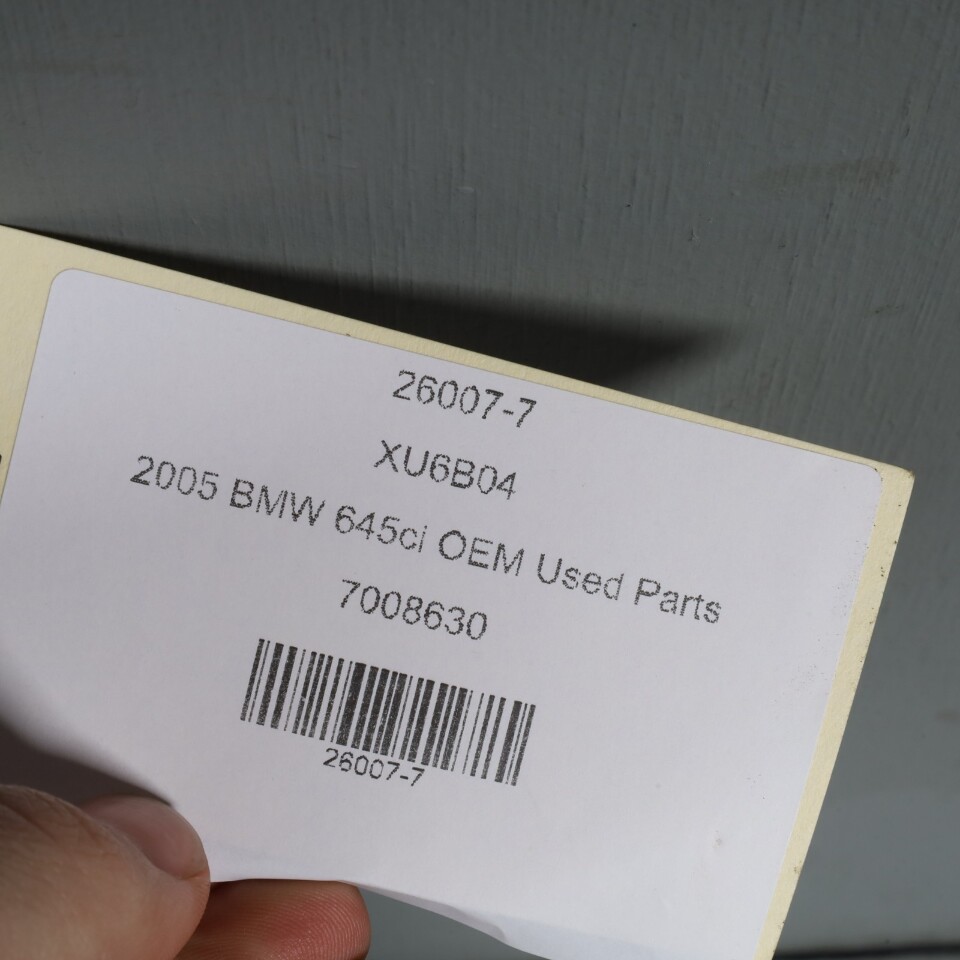 26007-7
XU6B04
2005 BMW 645ci OEM Used Parts
7008630
26007-7